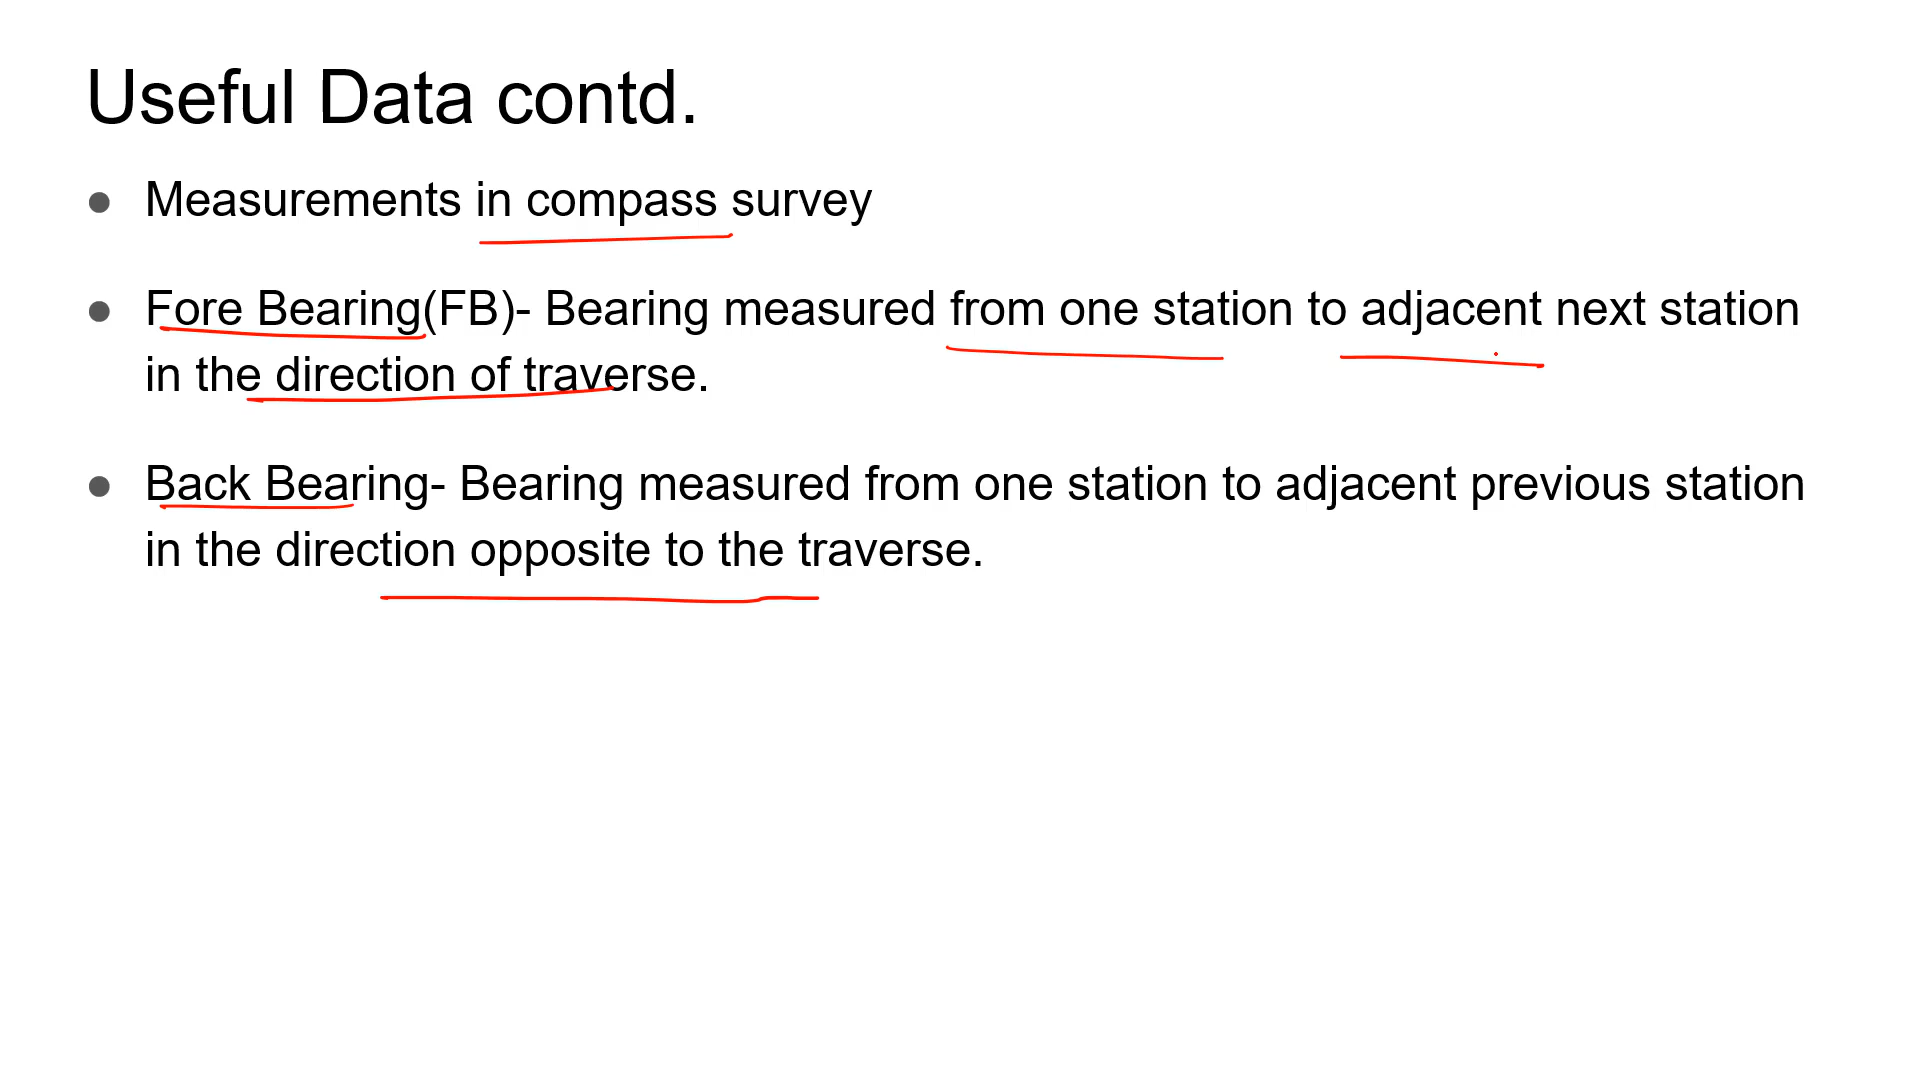 Useful Data contd.
● Measurements in compass survey
● Fore Bearing(FB)- Bearing measured from one station to adjacent next station
in the direction of traverse.
● Back Bearing- Bearing measured from one station to adjacent previous station
in the direction opposite to the traverse.